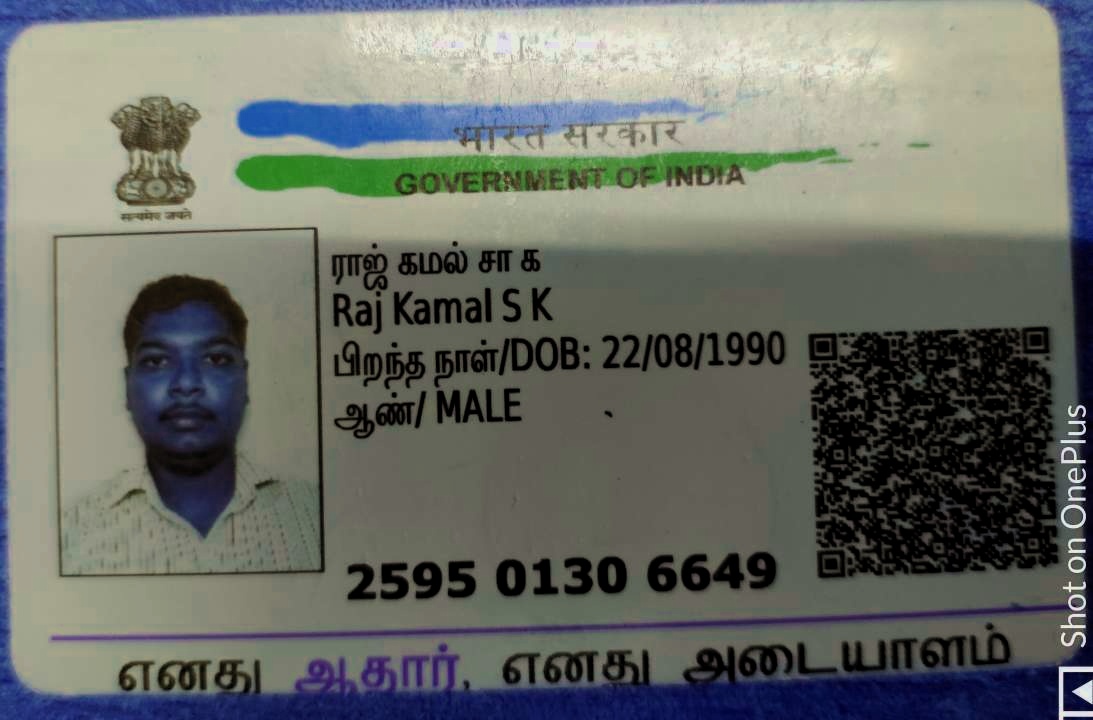 भारत सरकार
GOVERNMENT OF INDIA
सत्यमेव जयते
ராஜ் கமல் சா க
Raj Kamal S K
பிறந்த நாள்/DOB: 22/08/1990
ஆண்/ MALE
2595 0130 6649
எனது ஆதார், எனது அடையாளம்
Shot on OnePlus